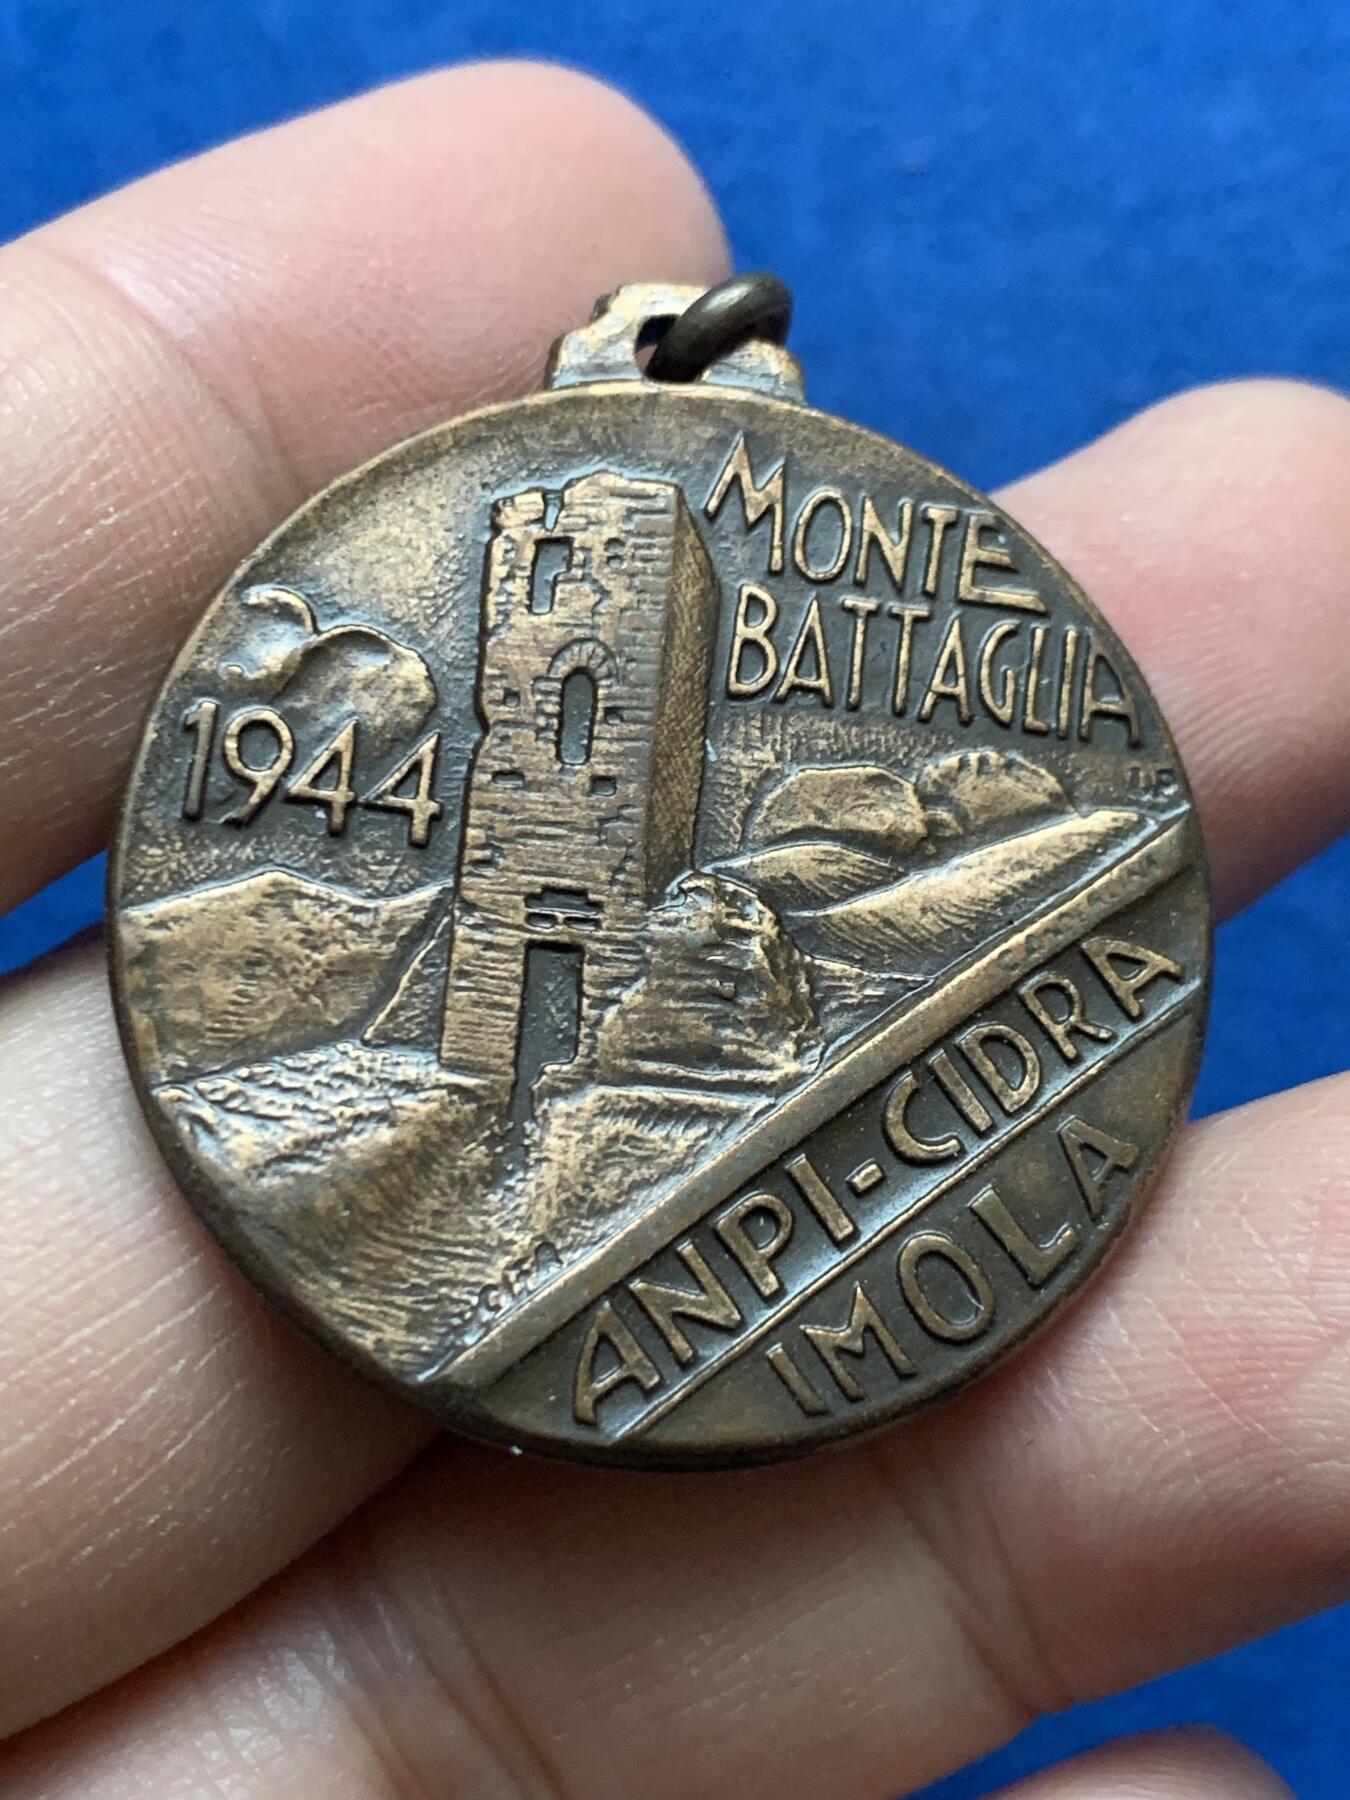 MONTE
BATTAGLIA
1944
ANPI-CIDRA
IMOLA